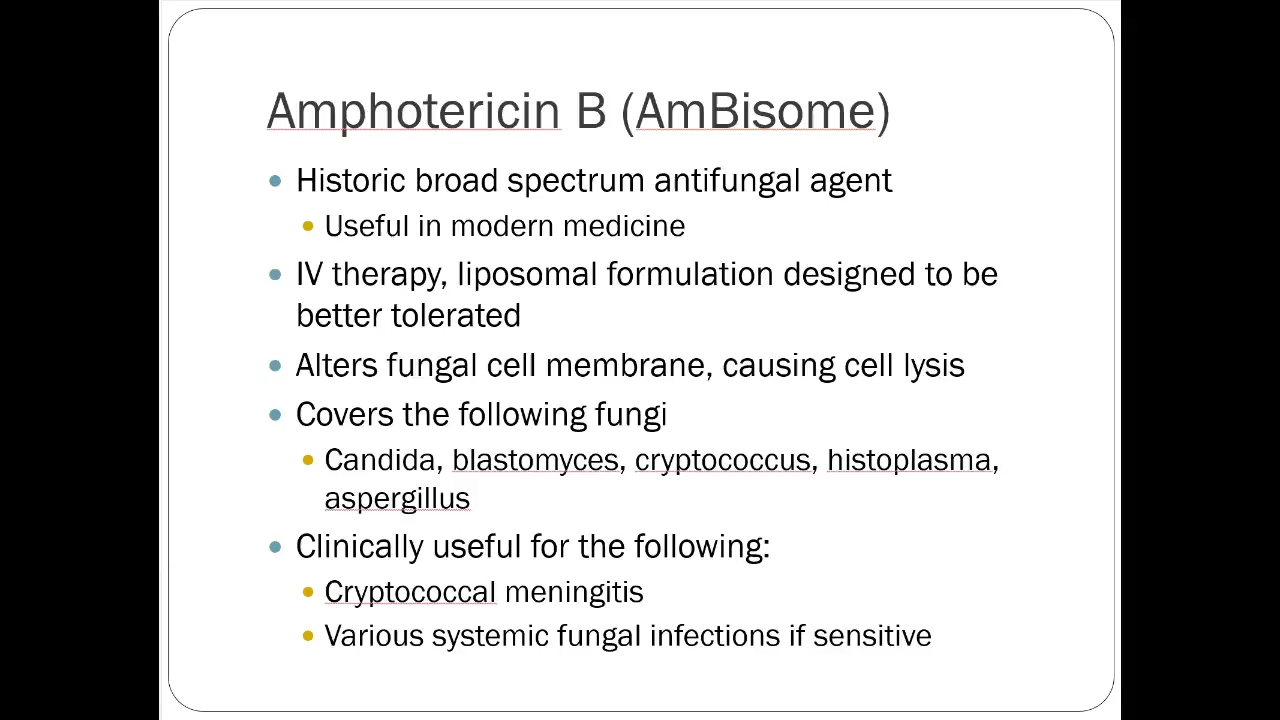 Amphotericin B (AmBisome)
Historic broad spectrum antifungal agent
Useful in modern medicine
IV therapy, liposomal formulation designed to be
better tolerated
Alters fungal cell membrane, causing cell lysis
Covers the following fungi
Candida, blastomyces, cryptococcus, histoplasma,
aspergillus
Clinically useful for the following:
Cryptococcal meningitis
Various systemic fungal infections if sensitive